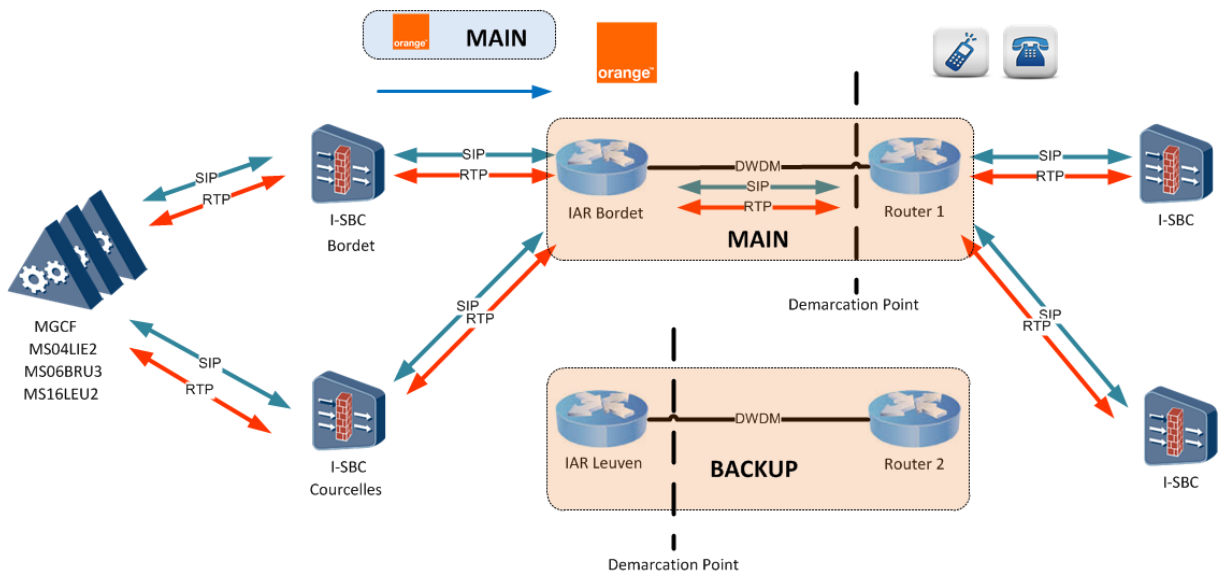 orange™
MAIN
orange™
SIP
RTP
I-SBC
Bordet
SIP
RTP
IAR Bordet
DWDM
SIP
RTP
MAIN
Router 1
SIP
RTP
I-SBC
Demarcation Point
MGCF
MS04LIE2
MS06BRU3
MS16LEU2
SIP
RTP
I-SBC
Courcelles
SIP
RTP
SIP
RTP
IAR Leuven
DWDM
BACKUP
Router 2
I-SBC
Demarcation Point